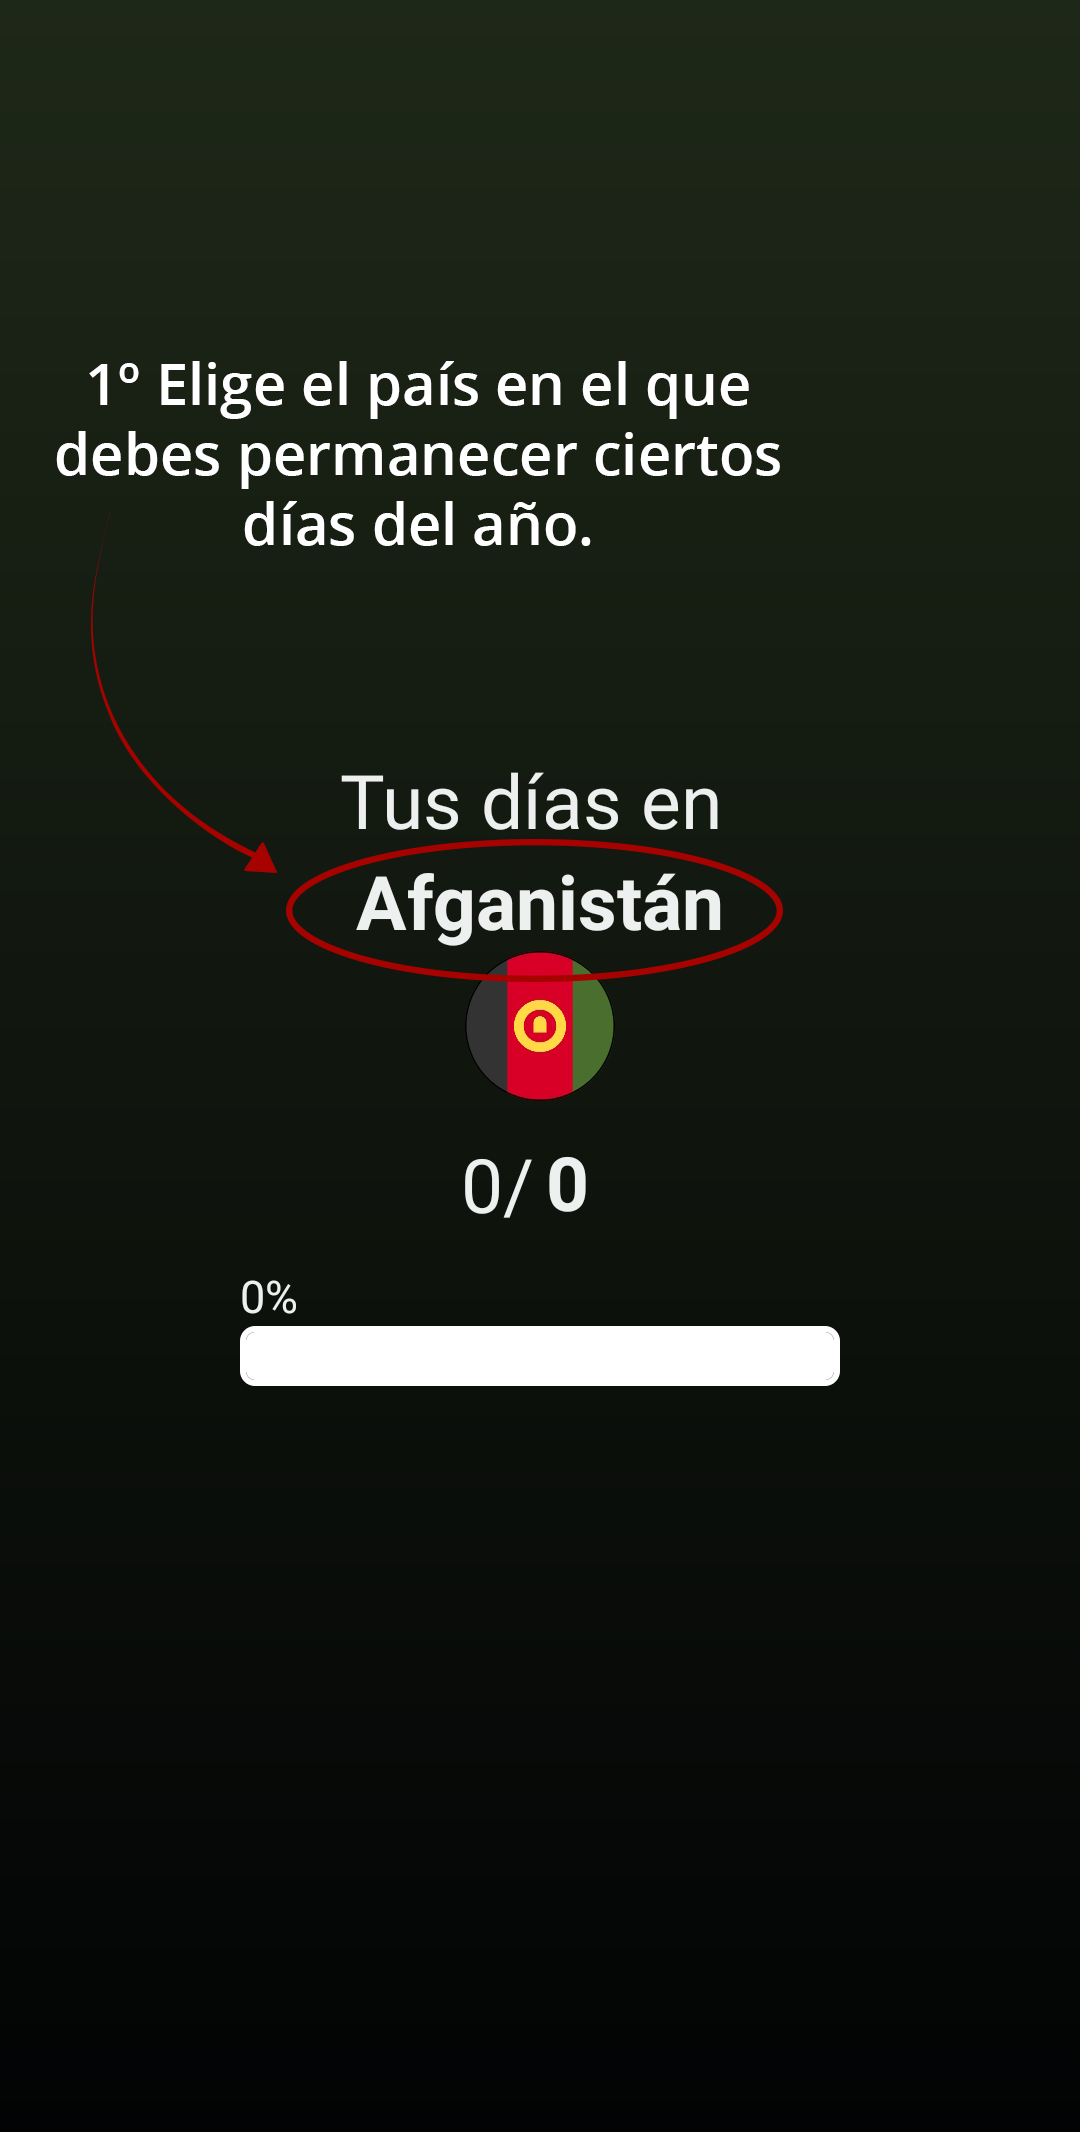 1º Elige el país en el que
debes permanecer ciertos
días del año.
Tus días en
Afganistán
0/ 0
0%